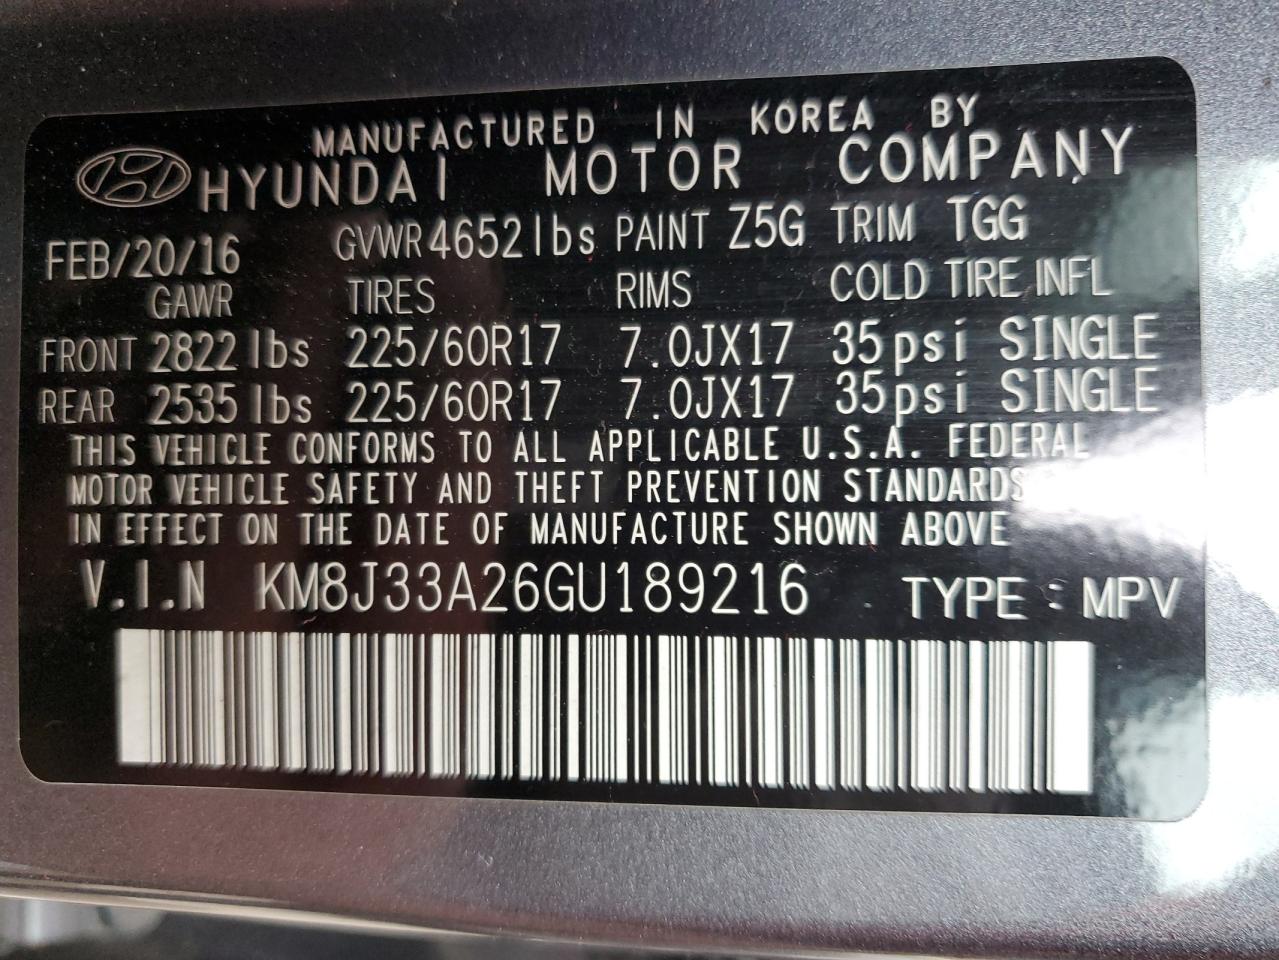 MANUFACTURED IN KOREA BY
HYUNDAI MOTOR COMPANY
FEB/20/16 GVWR 4652lbs PAINT Z5G TRIM TGG
GAWR TIRES RIMS COLD TIRE INFL
FRONT 2822lbs 225/60R17 7.0JX17 35psi SINGLE
REAR 2535lbs 225/60R17 7.0JX17 35psi SINGLE
THIS VEHICLE CONFORMS TO ALL APPLICABLE U.S.A. FEDERAL
MOTOR VEHICLE SAFETY AND THEFT PREVENTION STANDARDS
IN EFFECT ON THE DATE OF MANUFACTURE SHOWN ABOVE
V.I.N KM8J33A26GU189216 TYPE : MPV